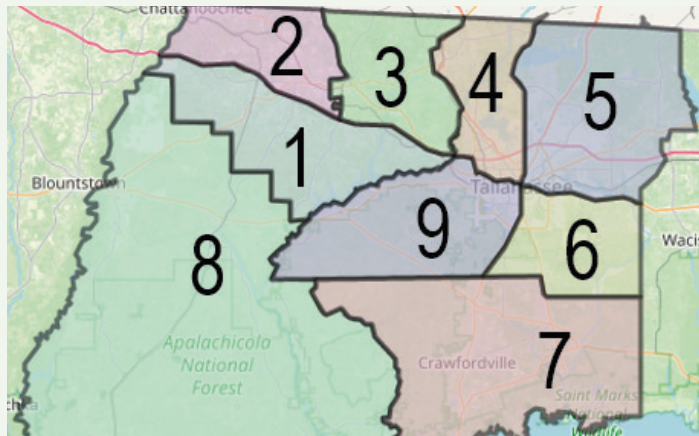 Chattahoochee
2
3
4
5
1
Blountstown
Tallahassee
9
6
8
Apalachicola
National
Forest
Crawfordville
7
Saint Marks
National
Wildlife